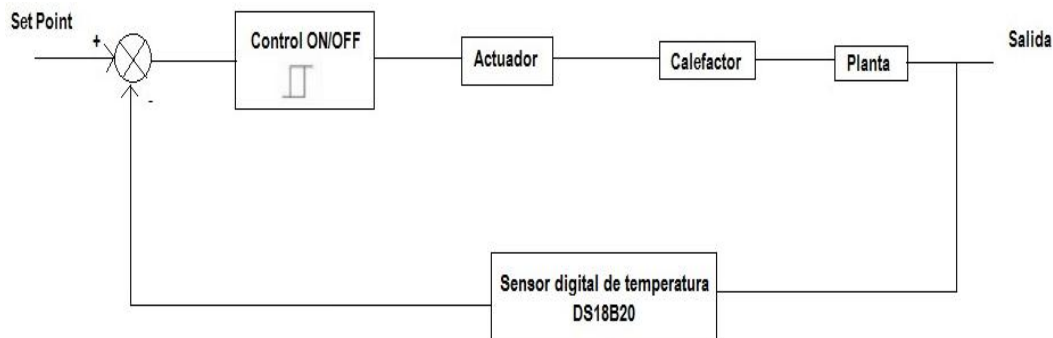 Set Point
+
-
Control ON/OFF
Actuador
Calefactor
Planta
Salida
Sensor digital de temperatura
DS18B20